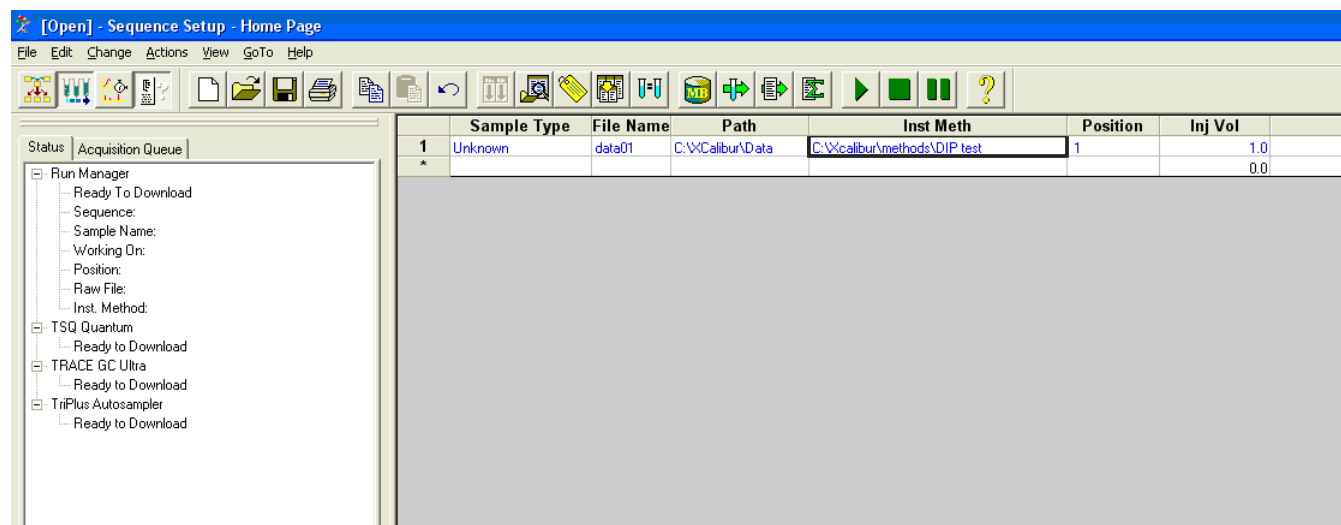 [Open] - Sequence Setup - Home Page
File Edit Change Actions View GoTo Help
MB
Status Acquisition Queue
Run Manager
Ready To Download
Sequence:
Sample Name:
Working On:
Position:
Raw File:
Inst. Method:
TSQ Quantum
Ready to Download
TRACE GC Ultra
Ready to Download
TriPlus Autosampler
Ready to Download
Sample Type File Name Path Inst Meth Position Inj Vol
1 Unknown data01 C:\XCalibur\Data C:\Xcalibur\methods\DIP test 1 1.0
* 0.0